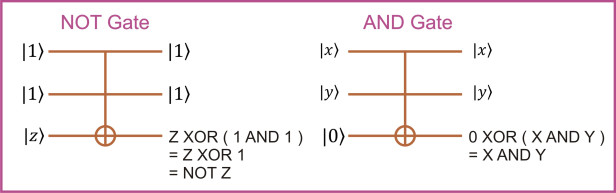 NOT Gate
|1⟩ |1⟩
|1⟩ |1⟩
|z⟩ Z XOR ( 1 AND 1 )
= Z XOR 1
= NOT Z
AND Gate
|x⟩ |x⟩
|y⟩ |y⟩
|0⟩ 0 XOR ( X AND Y )
= X AND Y